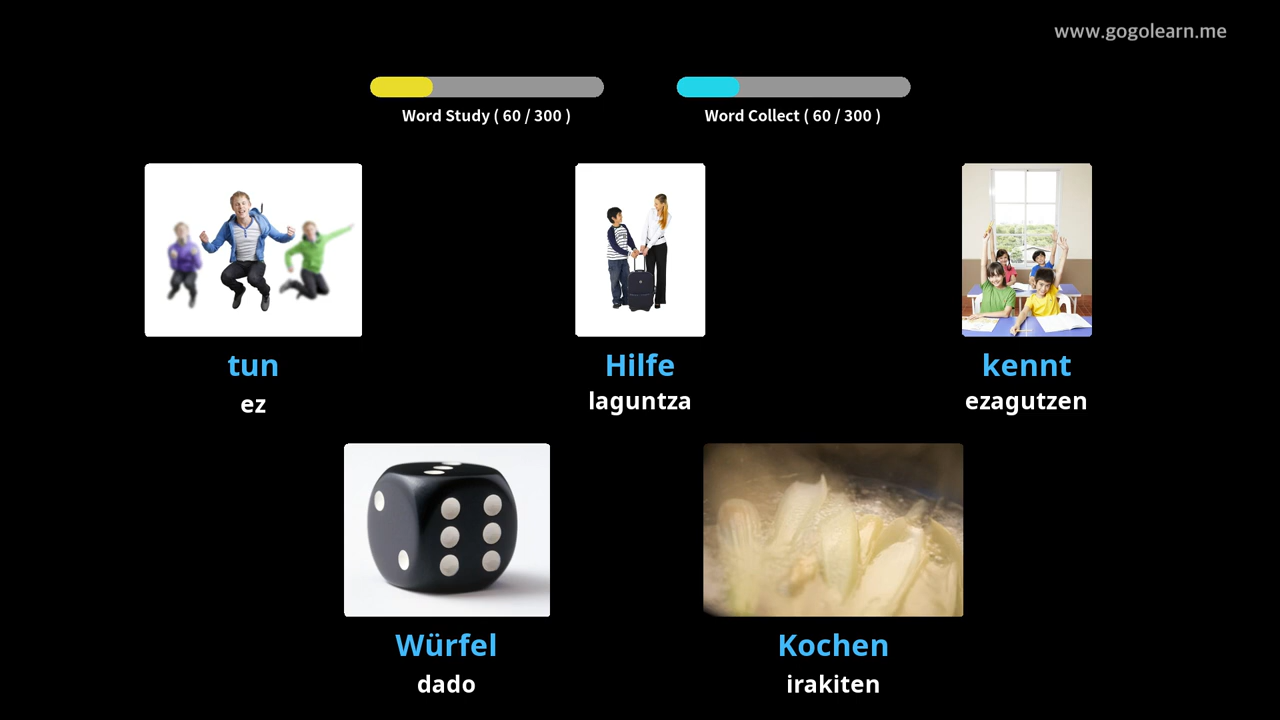 www.gogolearn.me
Word Study ( 60 / 300 )
Word Collect ( 60 / 300 )
tun
ez
Hilfe
laguntza
kennt
ezagutzen
Würfel
dado
Kochen
irakiten